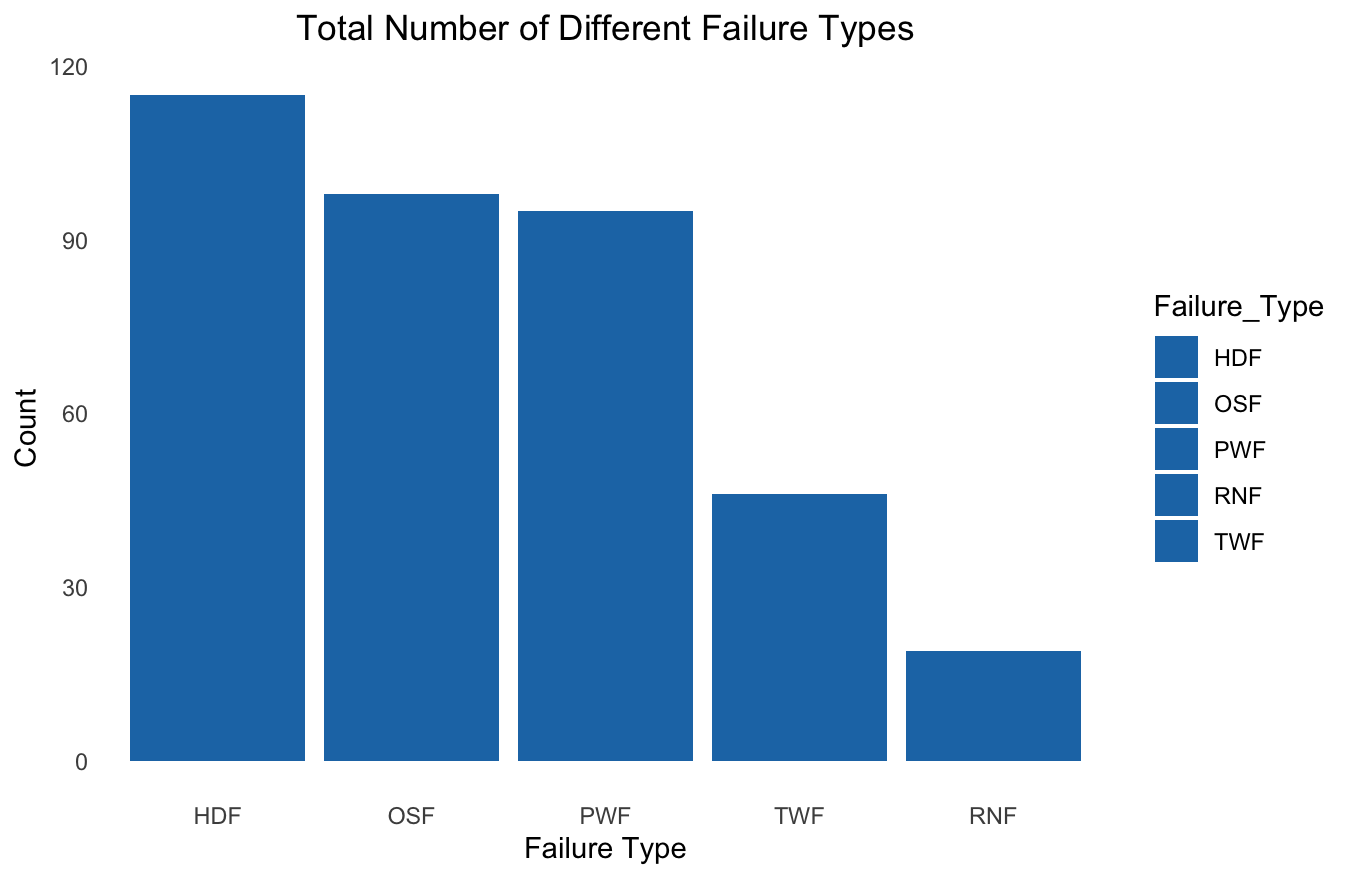 Total Number of Different Failure Types
120
90
60
30
0
Count
HDF OSF PWF TWF RNF
Failure Type
Failure_Type
HDF
OSF
PWF
RNF
TWF